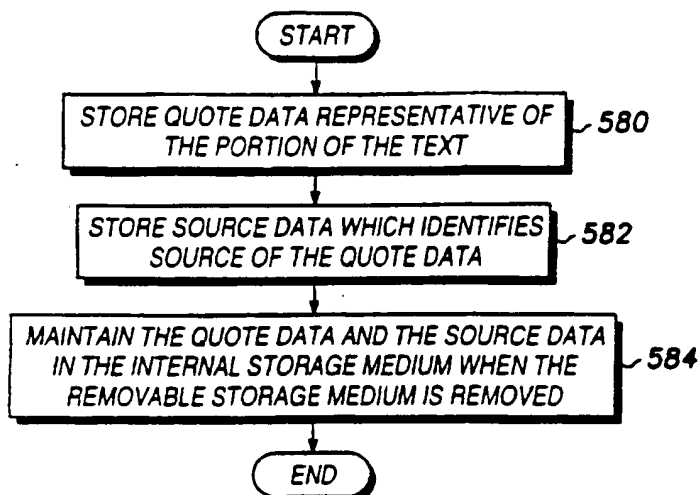 START
STORE QUOTE DATA REPRESENTATIVE OF
THE PORTION OF THE TEXT
580
STORE SOURCE DATA WHICH IDENTIFIES
SOURCE OF THE QUOTE DATA
582
MAINTAIN THE QUOTE DATA AND THE SOURCE DATA
IN THE INTERNAL STORAGE MEDIUM WHEN THE
REMOVABLE STORAGE MEDIUM IS REMOVED
584
END